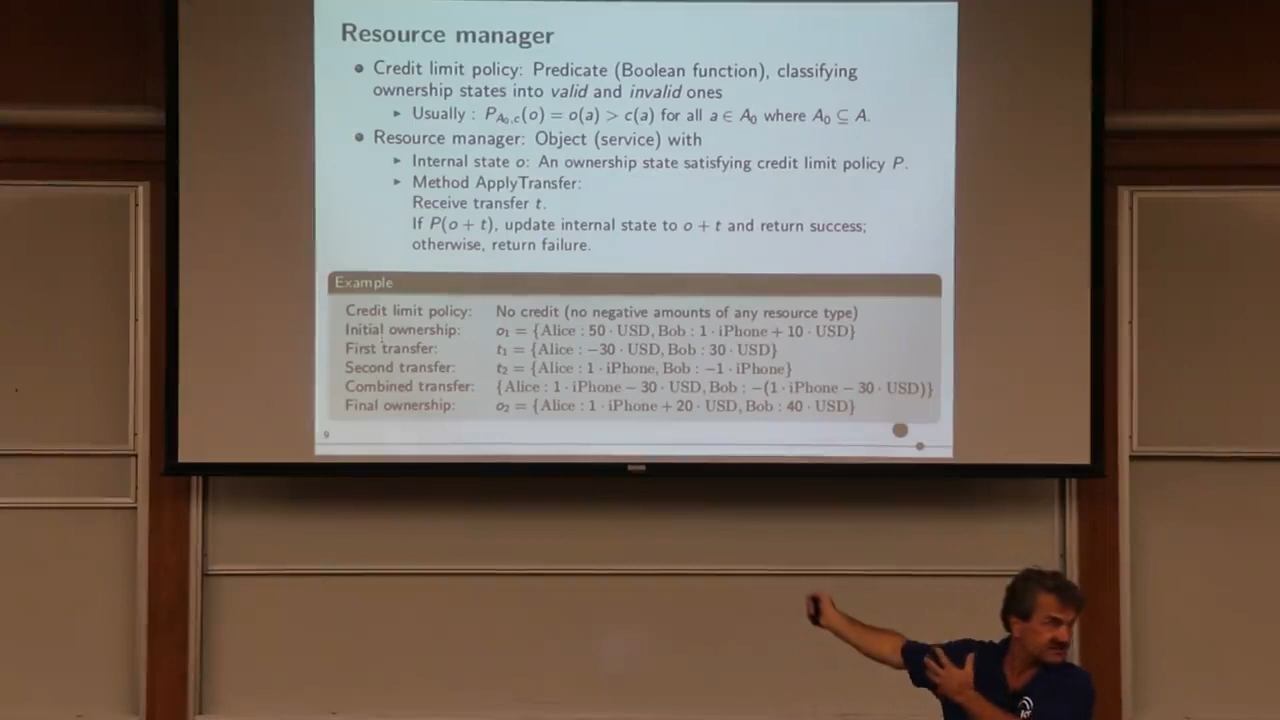 Resource manager
• Credit limit policy: Predicate (Boolean function), classifying
ownership states into valid and invalid ones
▸ Usually : P_{A₀,c}(o) = o(a) > c(a) for all a ∈ A₀ where A₀ ⊆ A.
• Resource manager: Object (service) with
▸ Internal state o: An ownership state satisfying credit limit policy P.
▸ Method ApplyTransfer:
Receive transfer t.
If P(o + t), update internal state to o + t and return success;
otherwise, return failure.
Example
Credit limit policy: No credit (no negative amounts of any resource type)
Initial ownership: o₁ = {Alice : 50 · USD, Bob : 1 · iPhone + 10 · USD}
First transfer: t₁ = {Alice : −30 · USD, Bob : 30 · USD}
Second transfer: t₂ = {Alice : 1 · iPhone, Bob : −1 · iPhone}
Combined transfer: {Alice : 1 · iPhone − 30 · USD, Bob : −(1 · iPhone − 30 · USD)}
Final ownership: o₂ = {Alice : 1 · iPhone + 20 · USD, Bob : 40 · USD}
9